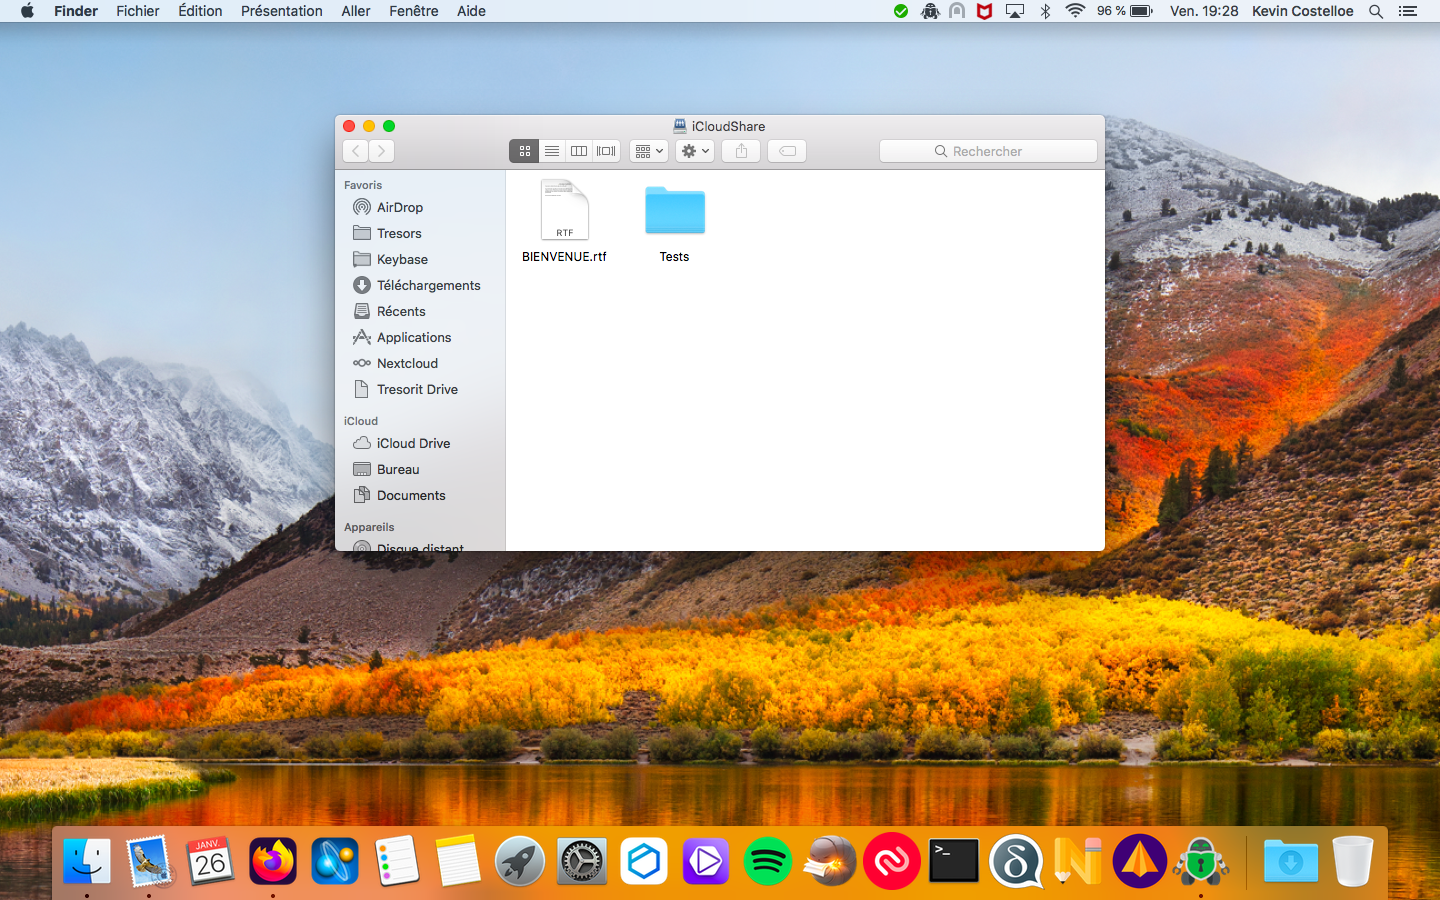 Finder Fichier Édition Présentation Aller Fenêtre Aide 96 % Ven. 19:28 Kevin Costelloe
iCloudShare
Rechercher
Favoris
AirDrop
Tresors
Keybase
Téléchargements
Récents
Applications
Nextcloud
Tresorit Drive
iCloud
iCloud Drive
Bureau
Documents
Appareils
Disque distant
RTF
BIENVENUE.rtf
Tests
JANV.
26
>_
δ
N